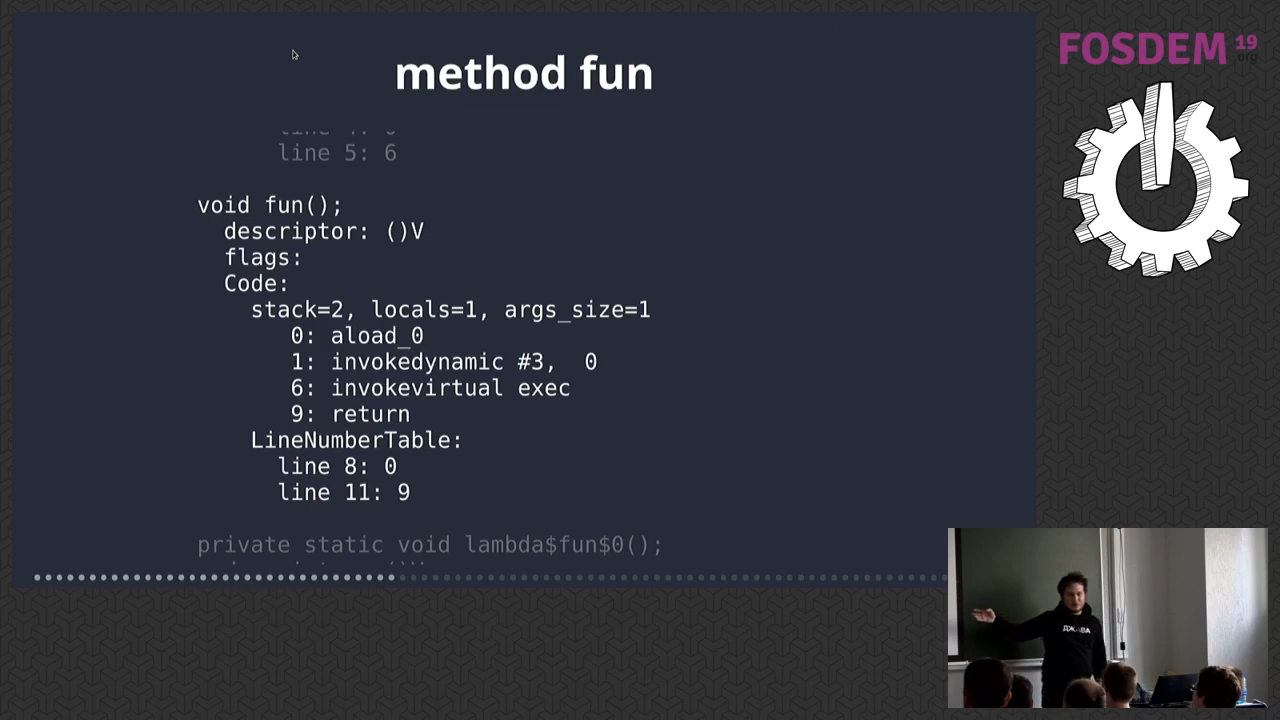 method fun
line 5: 6
void fun();
descriptor: ()V
flags:
Code:
stack=2, locals=1, args_size=1
0: aload_0
1: invokedynamic #3,  0
6: invokevirtual exec
9: return
LineNumberTable:
line 8: 0
line 11: 9
private static void lambda$fun$0();
FOSDEM 19
.org